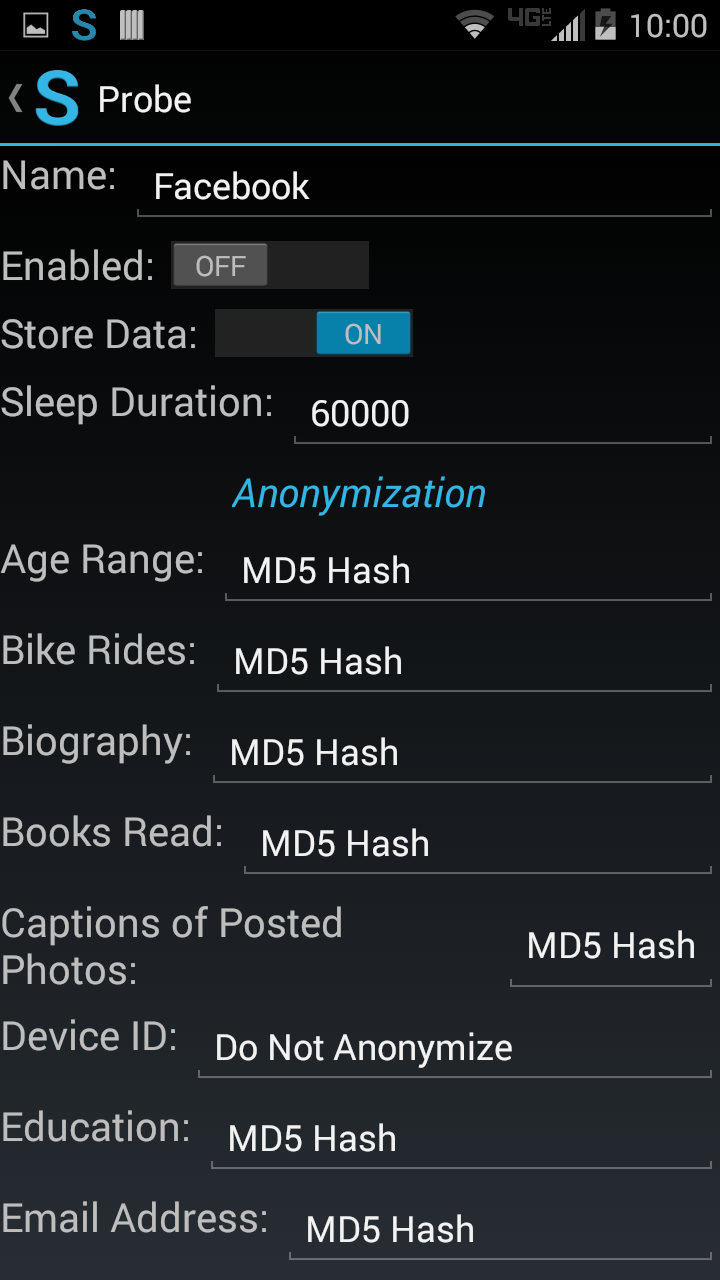 S 4G LTE 10:00
S Probe
Name: Facebook
Enabled: OFF
Store Data: ON
Sleep Duration: 60000
Anonymization
Age Range: MD5 Hash
Bike Rides: MD5 Hash
Biography: MD5 Hash
Books Read: MD5 Hash
Captions of Posted
Photos: MD5 Hash
Device ID: Do Not Anonymize
Education: MD5 Hash
Email Address: MD5 Hash